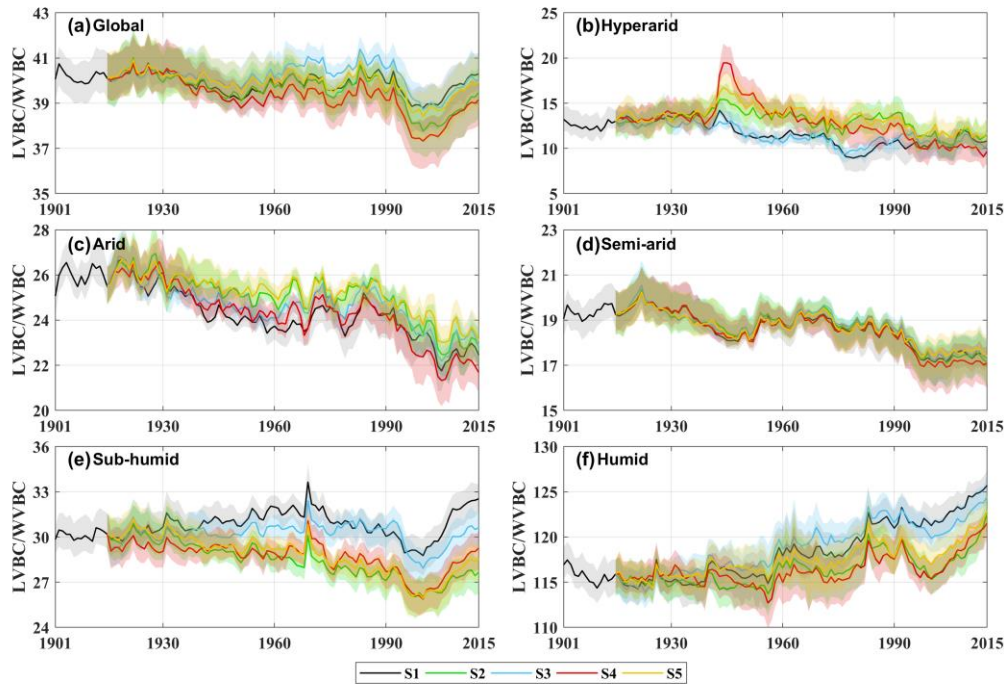 (a) Global
(b) Hyperarid
LVBC/WVBC
43
41
39
37
35
1901 1930 1960 1990 2015
LVBC/WVBC
25
20
15
10
5
1901 1930 1960 1990 2015
(c) Arid
(d) Semi-arid
LVBC/WVBC
28
26
24
22
20
1901 1930 1960 1990 2015
LVBC/WVBC
23
21
19
17
15
1901 1930 1960 1990 2015
(e) Sub-humid
(f) Humid
LVBC/WVBC
36
33
30
27
24
1901 1930 1960 1990 2015
LVBC/WVBC
130
125
120
115
110
1901 1930 1960 1990 2015
S1 S2 S3 S4 S5